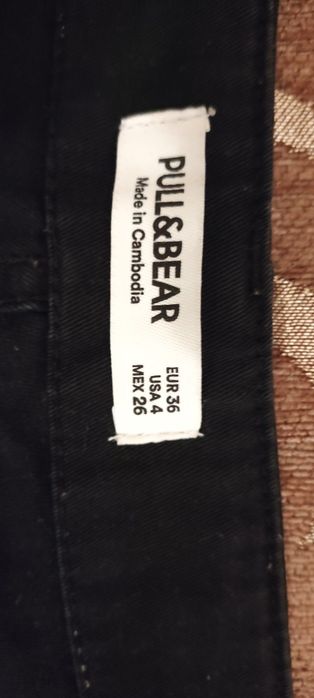 PULL&BEAR
Made in Cambodia
EUR 36
USA 4
MEX 26